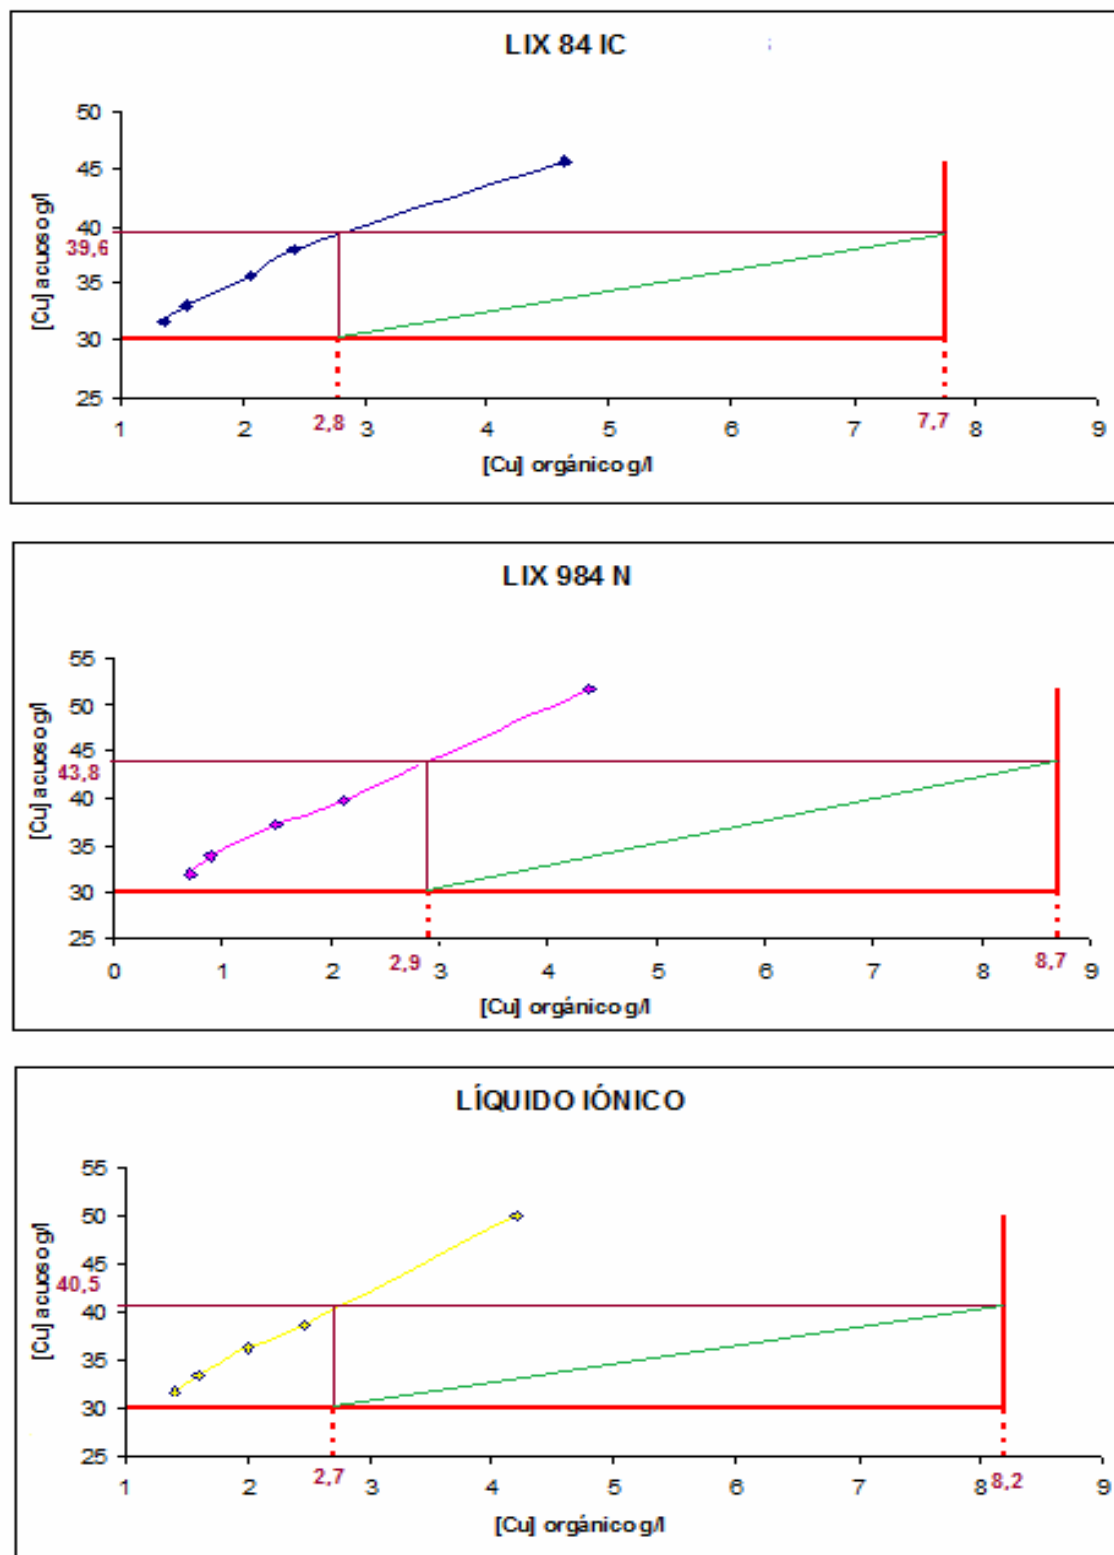 LIX 84 IC
50
45
40
39,6
35
30
25
[Cu] acuoso g/l
1 2 2,8 3 4 5 6 7 7,7 8 9
[Cu] orgánico g/l
LIX 984 N
55
50
45
43,8
40
35
30
25
[Cu] acuoso g/l
0 1 2 2,9 3 4 5 6 7 8 8,7 9
[Cu] orgánico g/l
LÍQUIDO IÓNICO
55
50
45
40,5
40
35
30
25
[Cu] acuoso g/l
1 2 2,7 3 4 5 6 7 8 8,2 9
[Cu] orgánico g/l